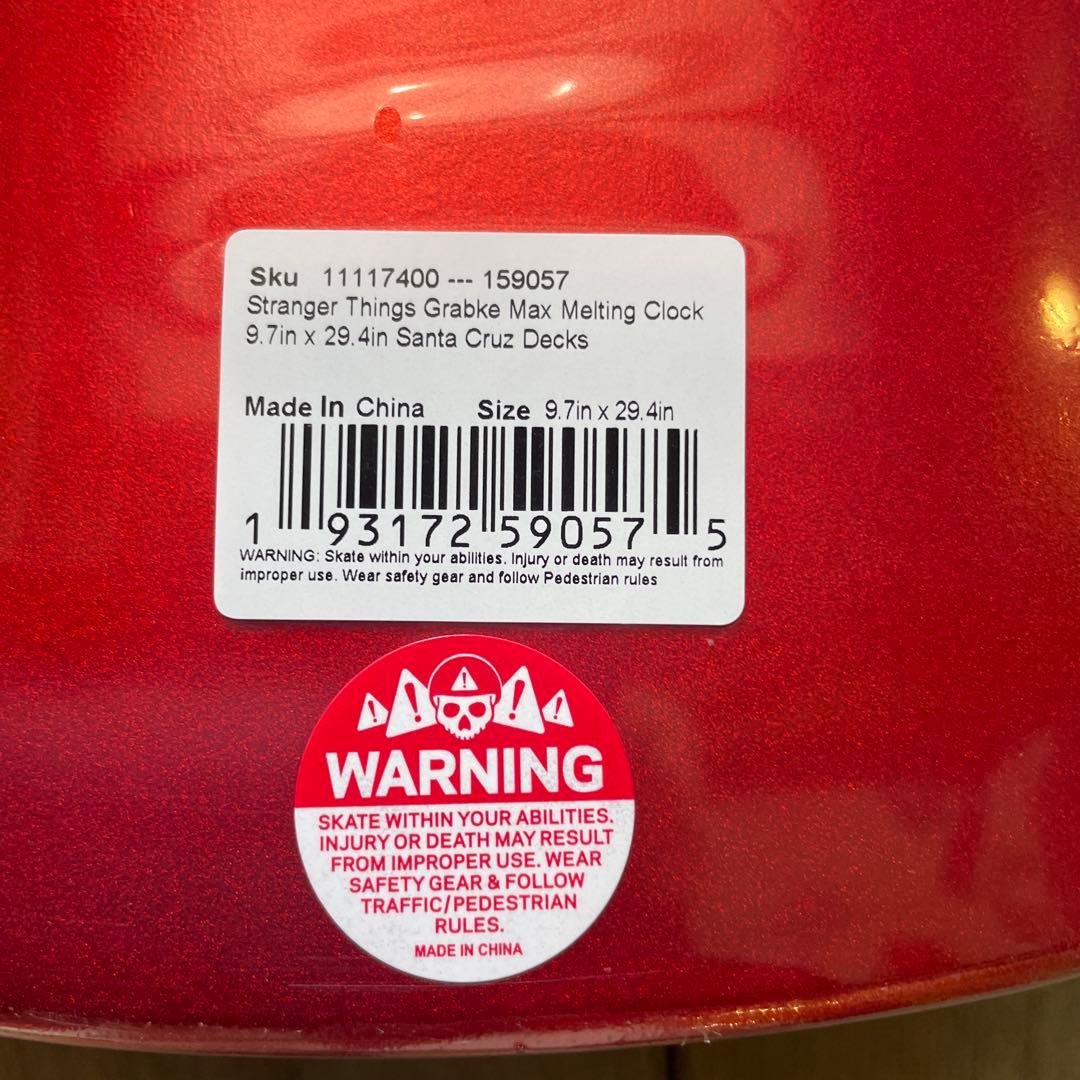 Sku 11117400 --- 159057
Stranger Things Grabke Max Melting Clock
9.7in x 29.4in Santa Cruz Decks
Made In China Size 9.7in x 29.4in
1 93172 59057 5
WARNING: Skate within your abilities. Injury or death may result from
improper use. Wear safety gear and follow Pedestrian rules
WARNING
SKATE WITHIN YOUR ABILITIES.
INJURY OR DEATH MAY RESULT
FROM IMPROPER USE. WEAR
SAFETY GEAR & FOLLOW
TRAFFIC/PEDESTRIAN
RULES.
MADE IN CHINA